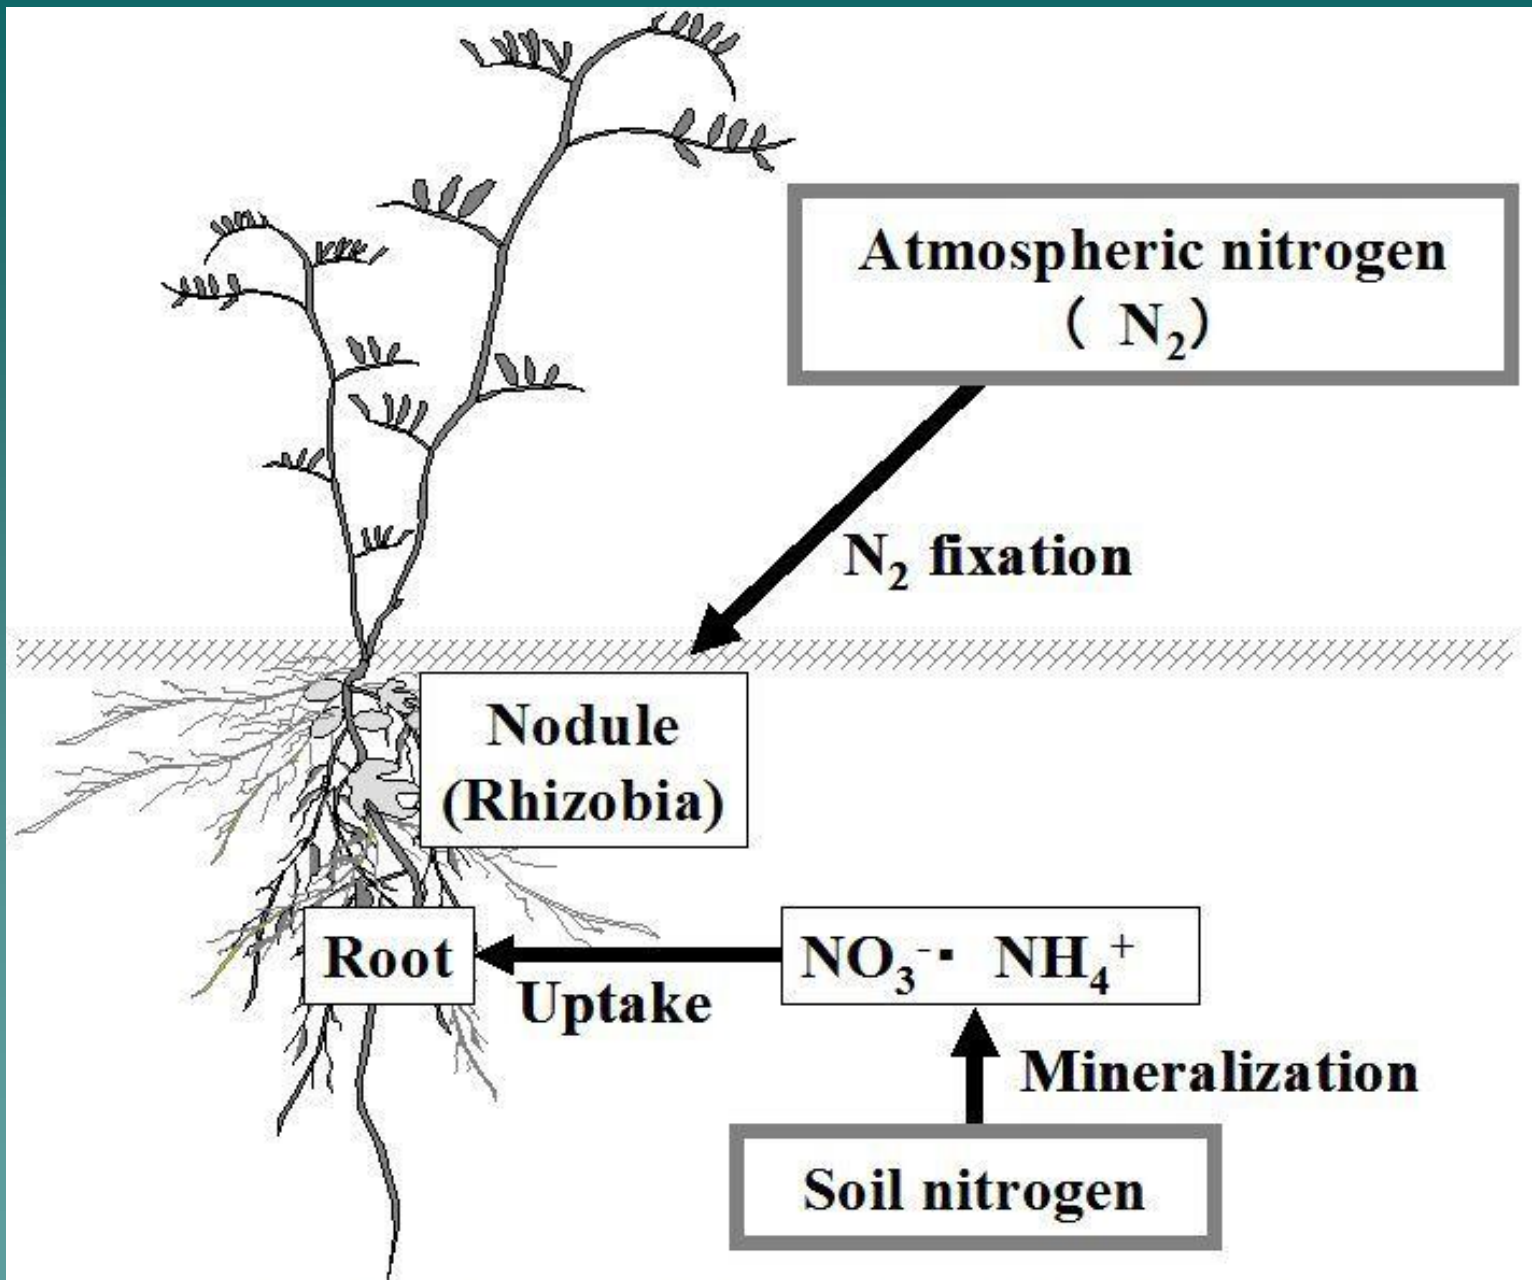 Atmospheric nitrogen
( N₂)
N₂ fixation
Nodule
(Rhizobia)
Root
Uptake
NO₃⁻· NH₄⁺
Mineralization
Soil nitrogen